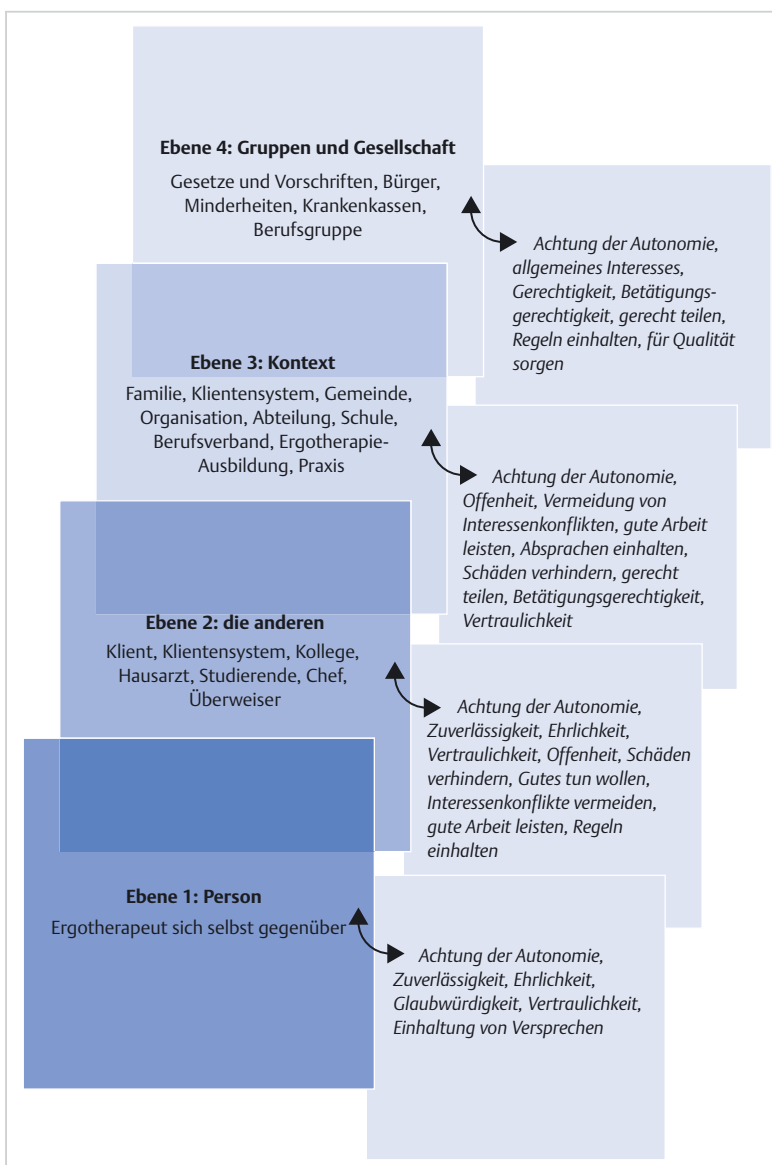 Ebene 4: Gruppen und Gesellschaft
Gesetze und Vorschriften, Bürger,
Minderheiten, Krankenkassen,
Berufsgruppe
Achtung der Autonomie,
allgemeines Interesses,
Gerechtigkeit, Betätigungs-
gerechtigkeit, gerecht teilen,
Regeln einhalten, für Qualität
sorgen
Ebene 3: Kontext
Familie, Klientensystem, Gemeinde,
Organisation, Abteilung, Schule,
Berufsverband, Ergotherapie-
Ausbildung, Praxis
Achtung der Autonomie,
Offenheit, Vermeidung von
Interessenkonflikten, gute Arbeit
leisten, Absprachen einhalten,
Schäden verhindern, gerecht
teilen, Betätigungsgerechtigkeit,
Vertraulichkeit
Ebene 2: die anderen
Klient, Klientensystem, Kollege,
Hausarzt, Studierende, Chef,
Überweiser
Achtung der Autonomie,
Zuverlässigkeit, Ehrlichkeit,
Vertraulichkeit, Offenheit, Schäden
verhindern, Gutes tun wollen,
Interessenkonflikte vermeiden,
gute Arbeit leisten, Regeln
einhalten
Ebene 1: Person
Ergotherapeut sich selbst gegenüber
Achtung der Autonomie,
Zuverlässigkeit, Ehrlichkeit,
Glaubwürdigkeit, Vertraulichkeit,
Einhaltung von Versprechen